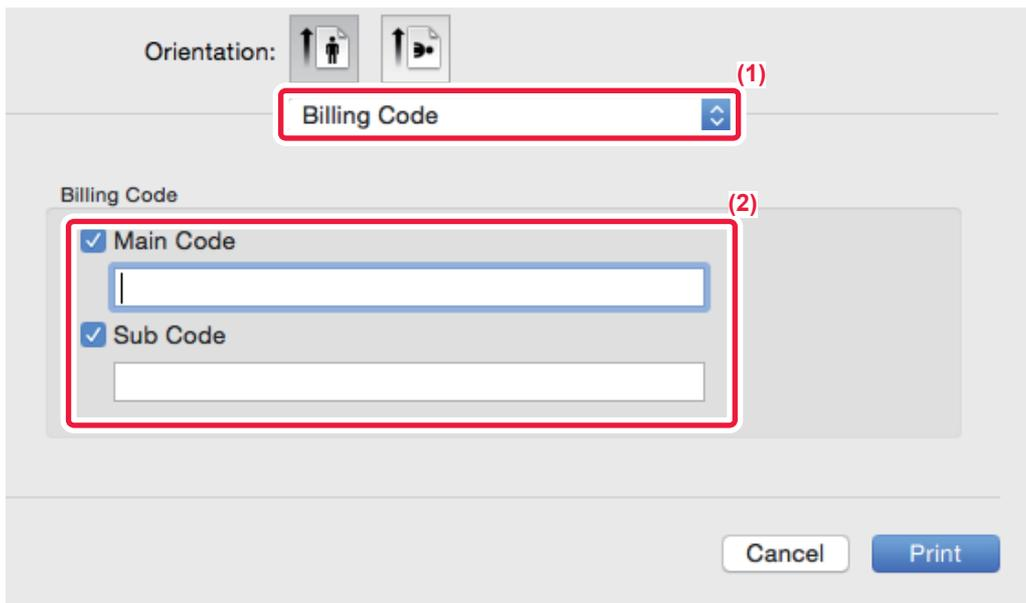 Orientation:
(1)
Billing Code
Billing Code
(2)
Main Code
Sub Code
Cancel Print